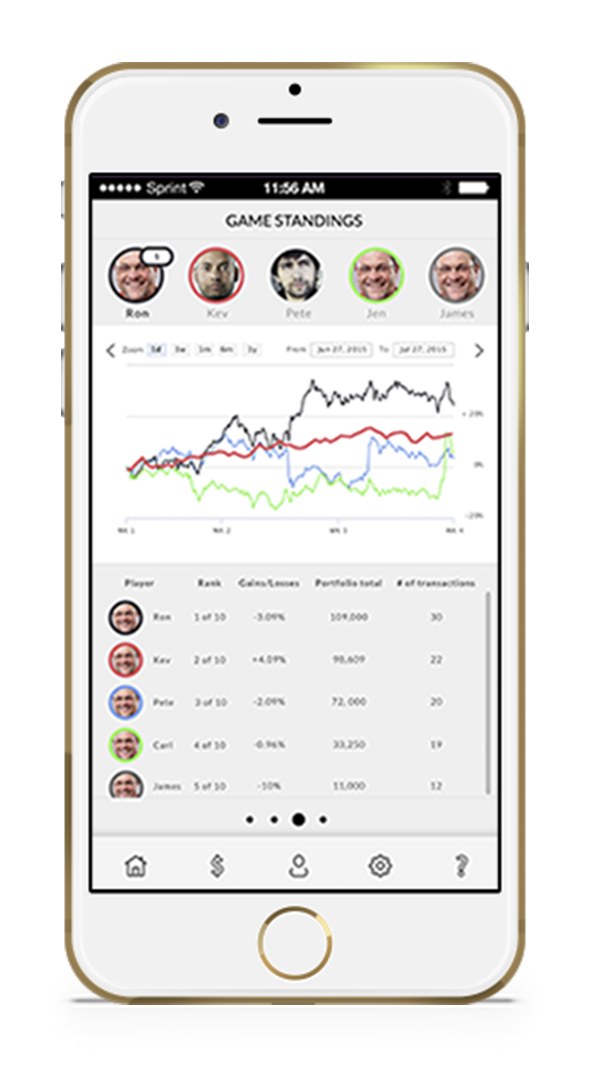 Sprint 11:56 AM
GAME STANDINGS
Ron Kev Pete Jen James
Zoom 1d 3w 1m 6m 1y From Jun 27, 2015 To Jul 27, 2015
+20%
0%
-20%
WK 1 WK 2 WK 3 WK 4
Player Rank Gains/Losses Portfolio total # of transactions
Ron 1 of 10 -3.09% 109,000 30
Kev 2 of 10 +4.09% 98,609 22
Pete 3 of 10 -2.09% 72,000 20
Carl 4 of 10 -0.96% 33,250 19
James 5 of 10 -10% 11,000 12